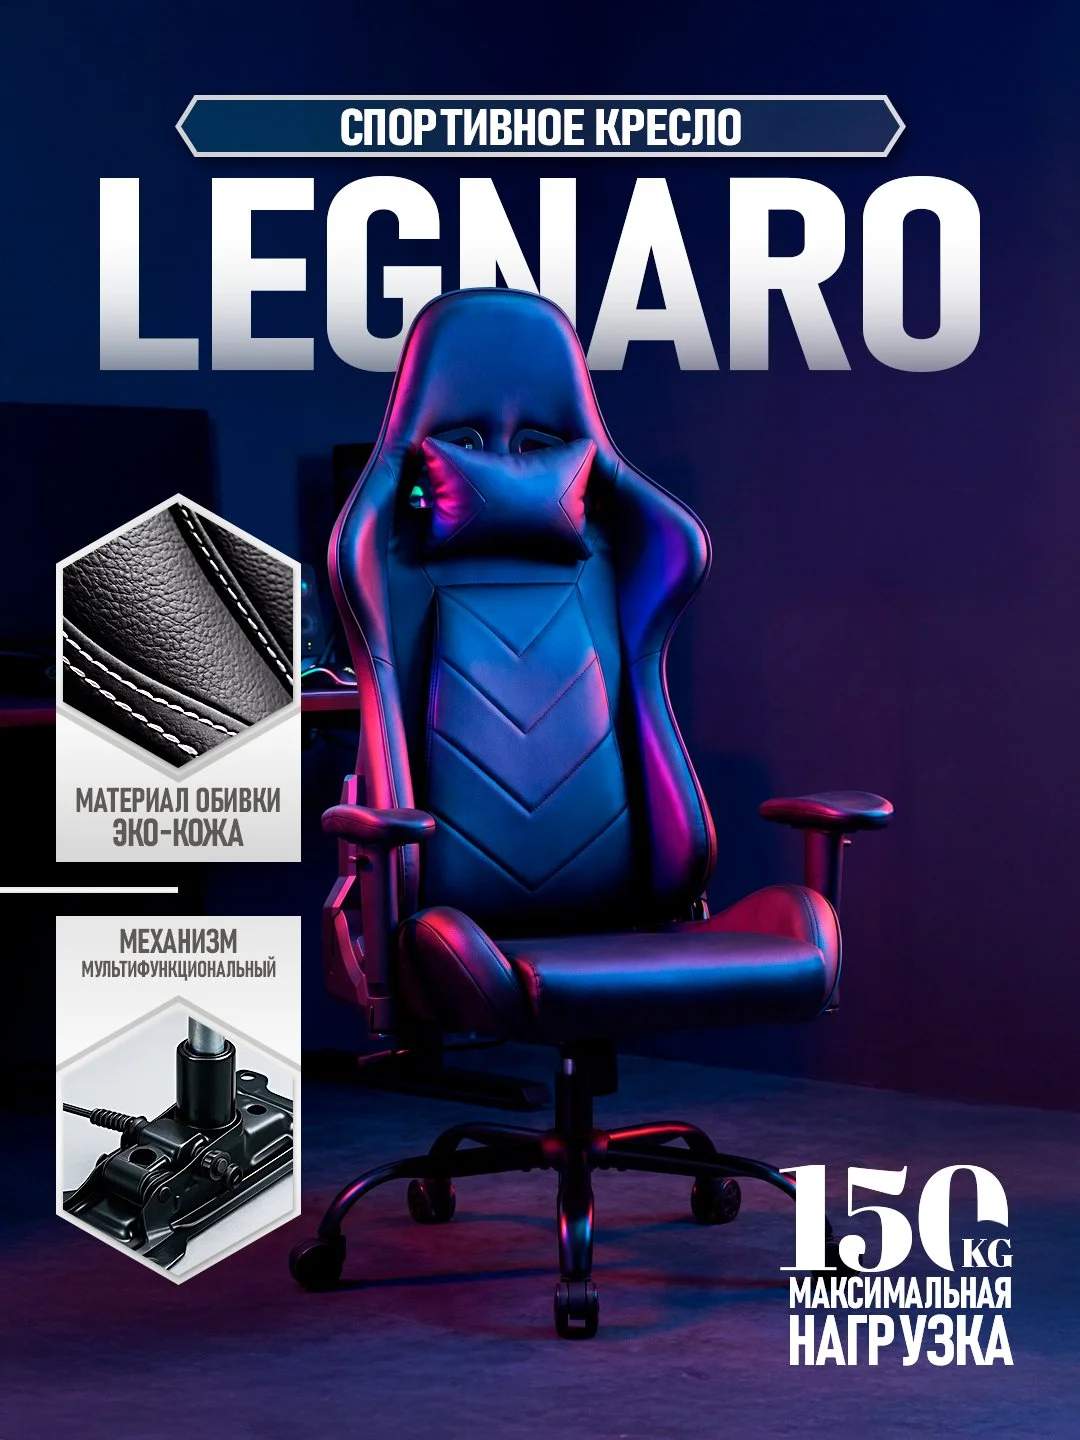 СПОРТИВНОЕ КРЕСЛО
LEGNARO
МАТЕРИАЛ ОБИВКИ
ЭКО-КОЖА
МЕХАНИЗМ
МУЛЬТИФУНКЦИОНАЛЬНЫЙ
150 KG
МАКСИМАЛЬНАЯ
НАГРУЗКА